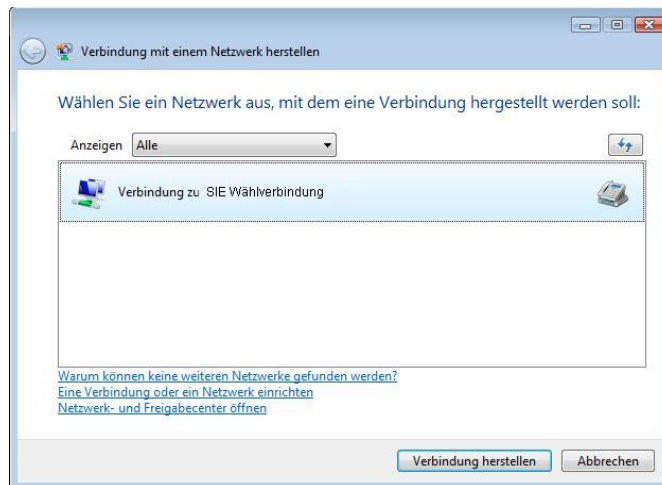 Verbindung mit einem Netzwerk herstellen
Wählen Sie ein Netzwerk aus, mit dem eine Verbindung hergestellt werden soll:
Anzeigen Alle
Verbindung zu SIE Wählverbindung
Warum können keine weiteren Netzwerke gefunden werden?
Eine Verbindung oder ein Netzwerk einrichten
Netzwerk- und Freigabecenter öffnen
Verbindung herstellen Abbrechen